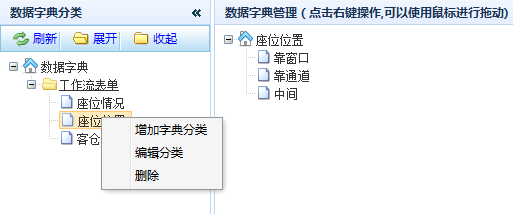 数据字典分类
刷新 展开 收起
数据字典
工作流表单
座位情况
座位
客仓
增加字典分类
编辑分类
删除
数据字典管理（点击右键操作,可以使用鼠标进行拖动)
座位位置
靠窗口
靠通道
中间